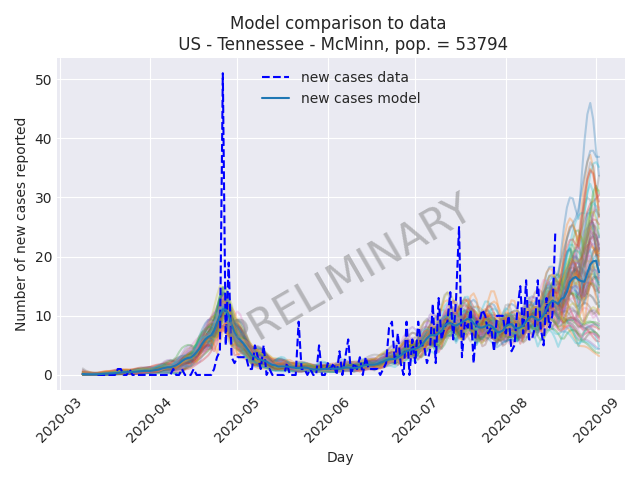 Model comparison to data
US - Tennessee - McMinn, pop. = 53794
new cases data
new cases model
PRELIMINARY
Number of new cases reported
50
40
30
20
10
0
2020-03
2020-04
2020-05
2020-06
2020-07
2020-08
2020-09
Day